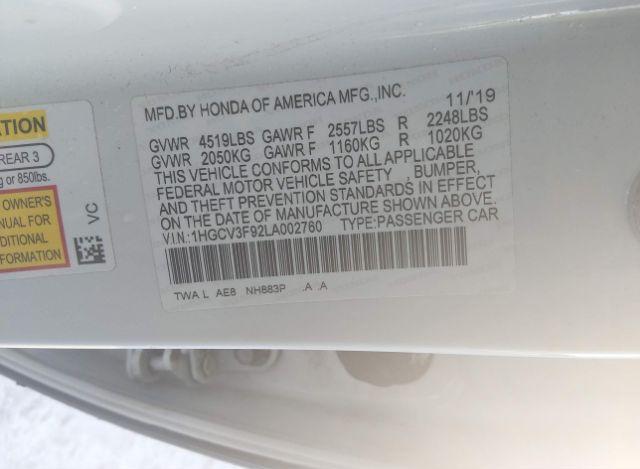 ATION
REAR 3
g or 850lbs.
OWNER'S
MANUAL FOR
DITIONAL
FORMATION
VC
MFD.BY HONDA OF AMERICA MFG.,INC. 11/'19
GVWR 4519LBS GAWR F 2557LBS R 2248LBS
GVWR 2050KG GAWR F 1160KG R 1020KG
THIS VEHICLE CONFORMS TO ALL APPLICABLE
FEDERAL MOTOR VEHICLE SAFETY , BUMPER,
AND THEFT PREVENTION STANDARDS IN EFFECT
ON THE DATE OF MANUFACTURE SHOWN ABOVE.
V.I.N.:1HGCV3F92LA002760 TYPE:PASSENGER CAR
TWA L AE8 NH883P .A .A